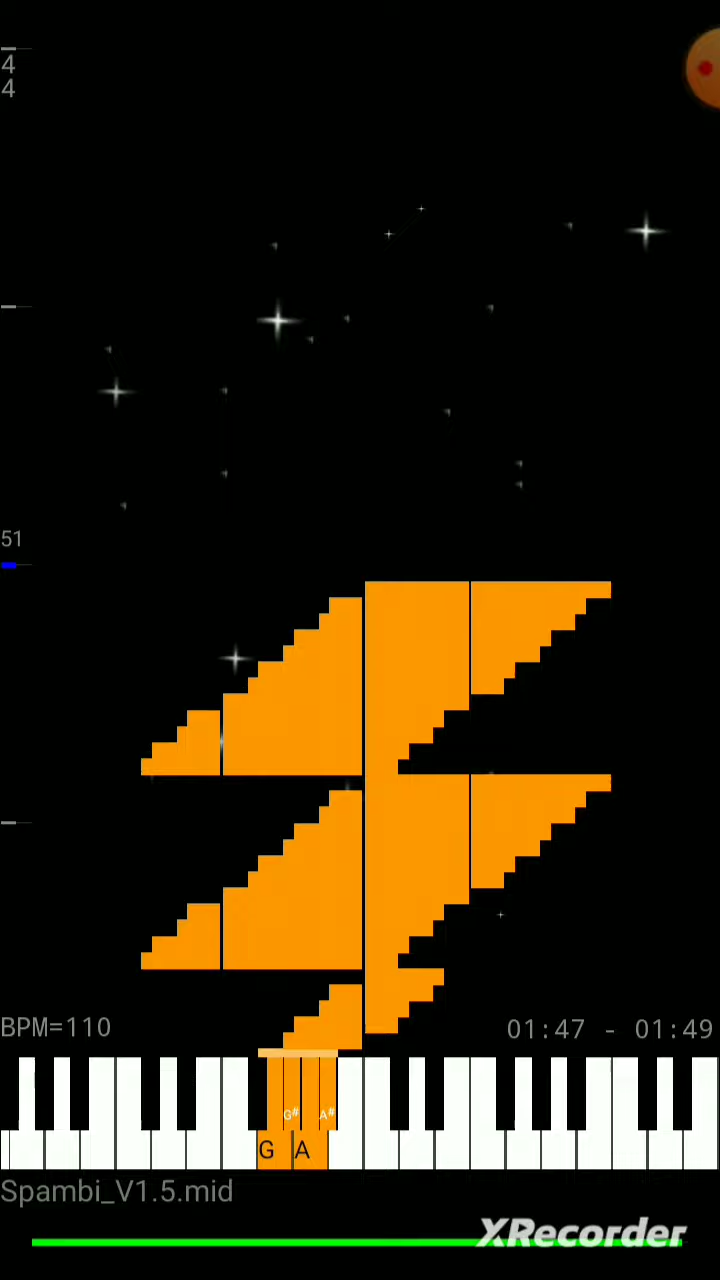 4
4
51
BPM=110
01:47 - 01:49
G# A#
G A
Spambi_V1.5.mid
XRecorder